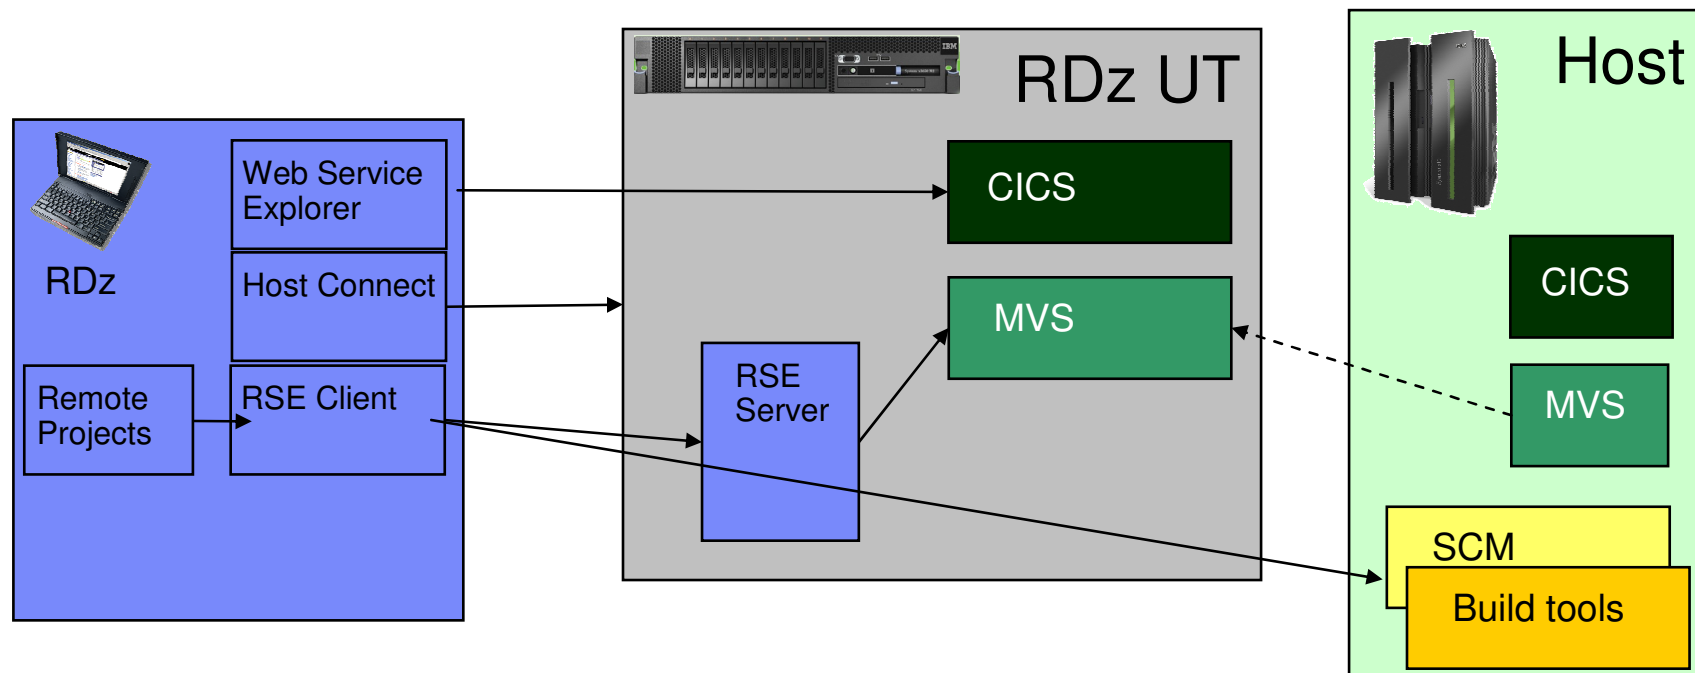 RDz
Web Service
Explorer
Host Connect
Remote
Projects
RSE Client
IBM
RDz UT
CICS
MVS
RSE
Server
Host
CICS
MVS
SCM
Build tools